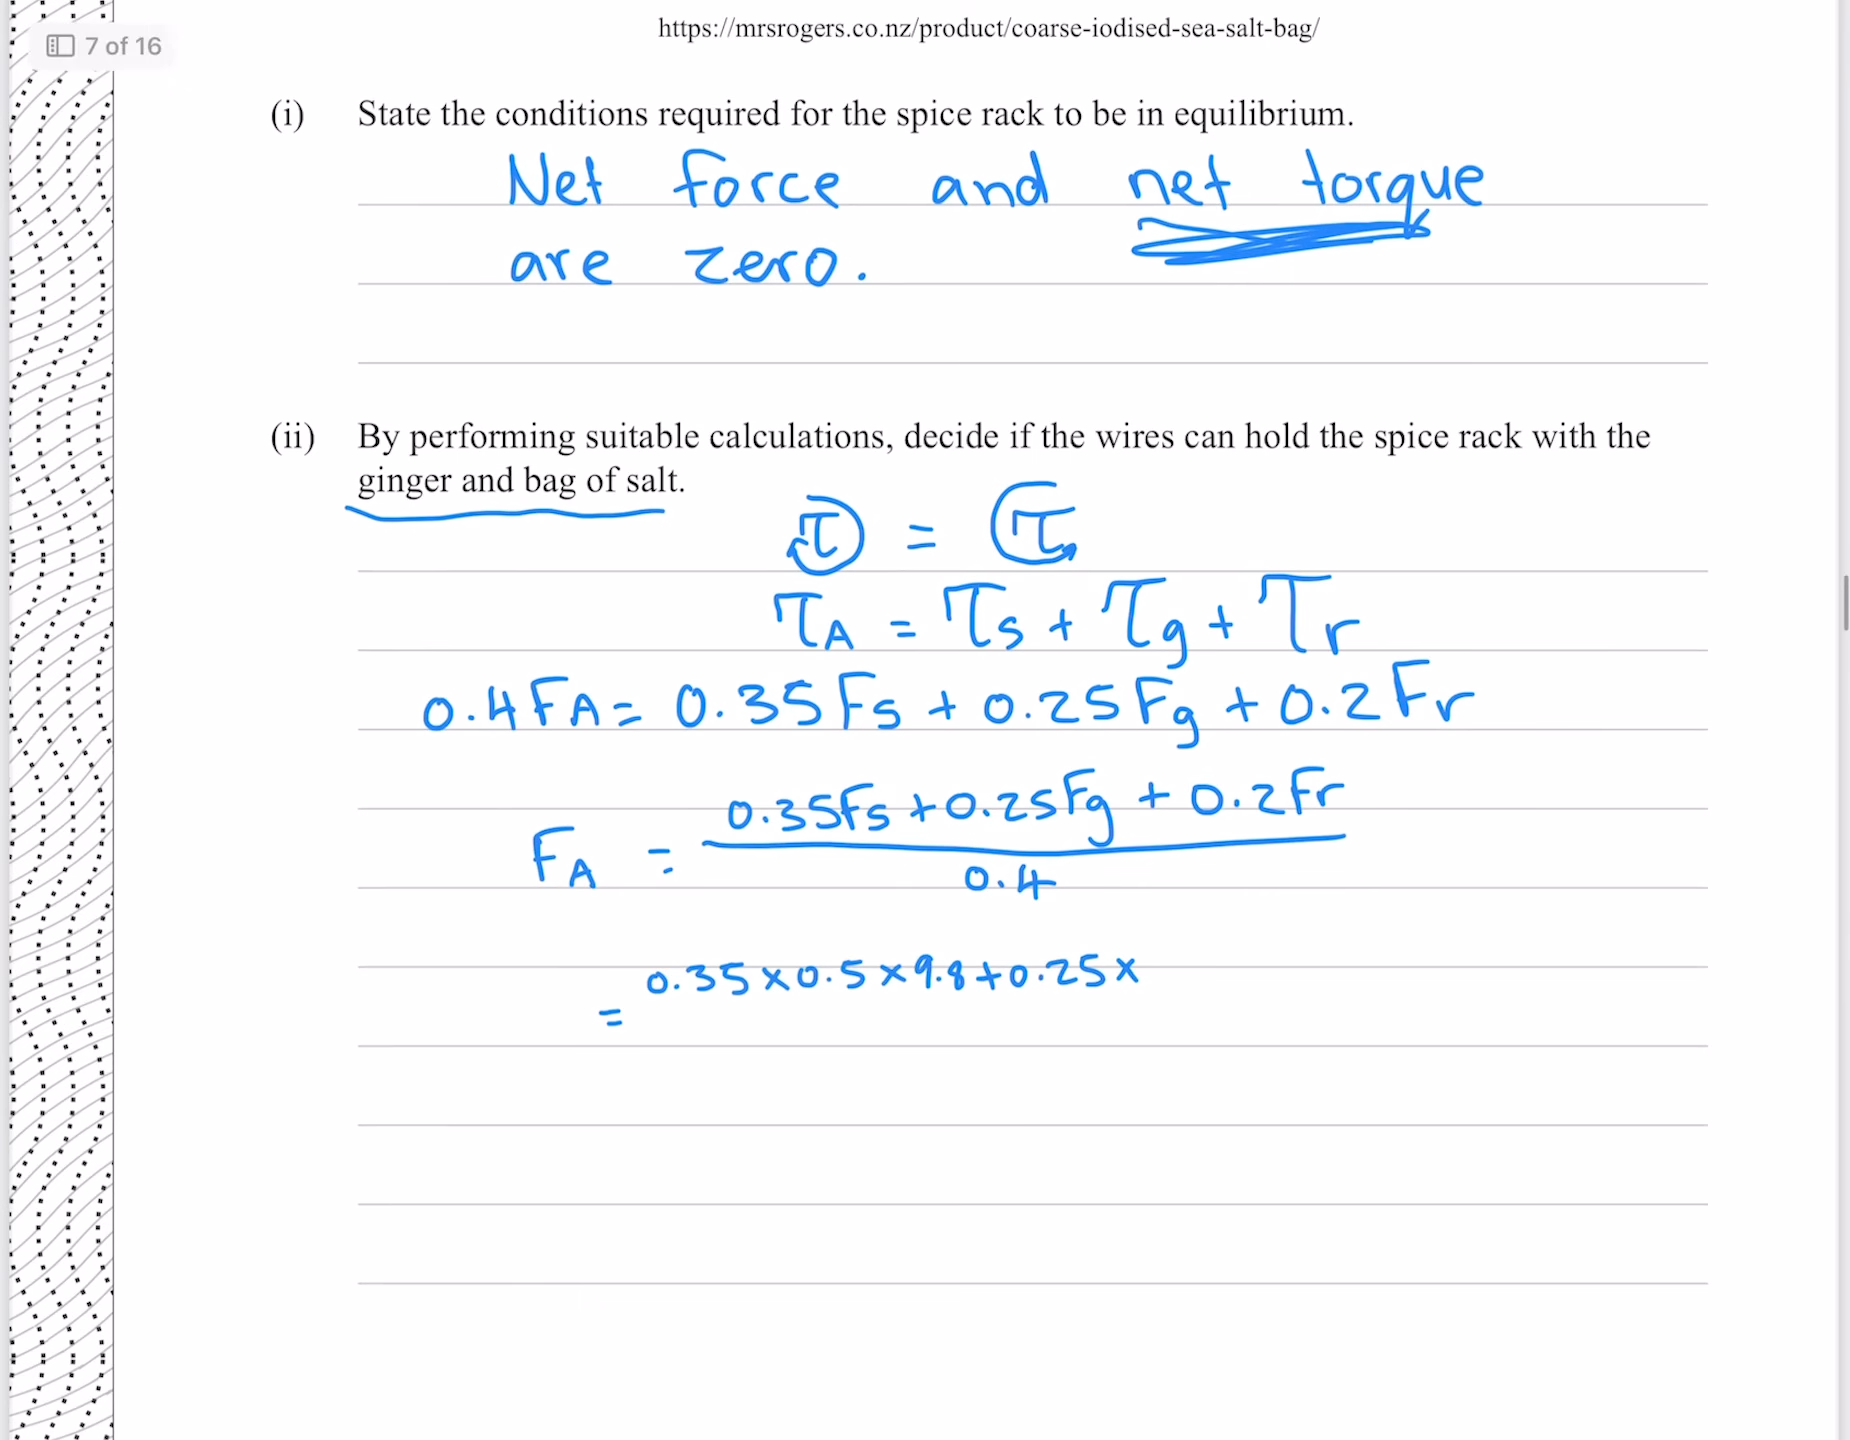 https://mrsrogers.co.nz/product/coarse-iodised-sea-salt-bag/
7 of 16
(i) State the conditions required for the spice rack to be in equilibrium.
Net force and net torque
are zero.
(ii) By performing suitable calculations, decide if the wires can hold the spice rack with the
ginger and bag of salt.
τ = τ
τA = τs + τg + τr
0.4FA = 0.35Fs + 0.25Fg + 0.2Fr
FA = 0.35Fs + 0.25Fg + 0.2Fr
0.4
= 0.35 × 0.5 × 9.8 + 0.25 ×